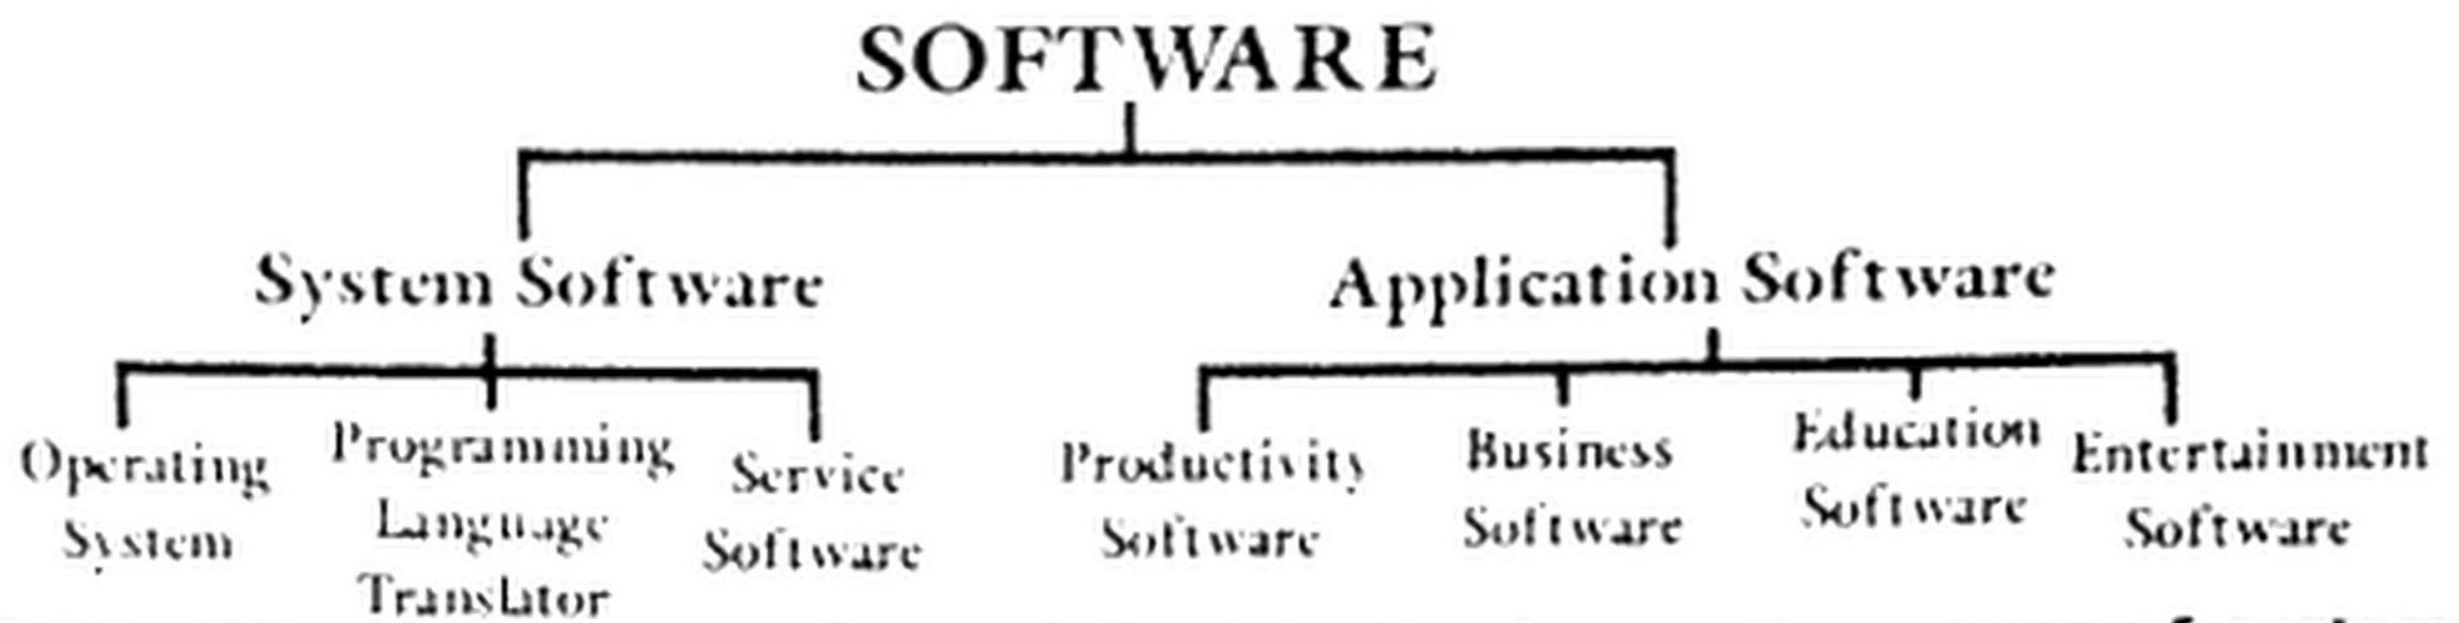 SOFTWARE
System Software
Application Software
Operating
System
Programming
Language
Translator
Service
Software
Productivity
Software
Business
Software
Education
Software
Entertainment
Software